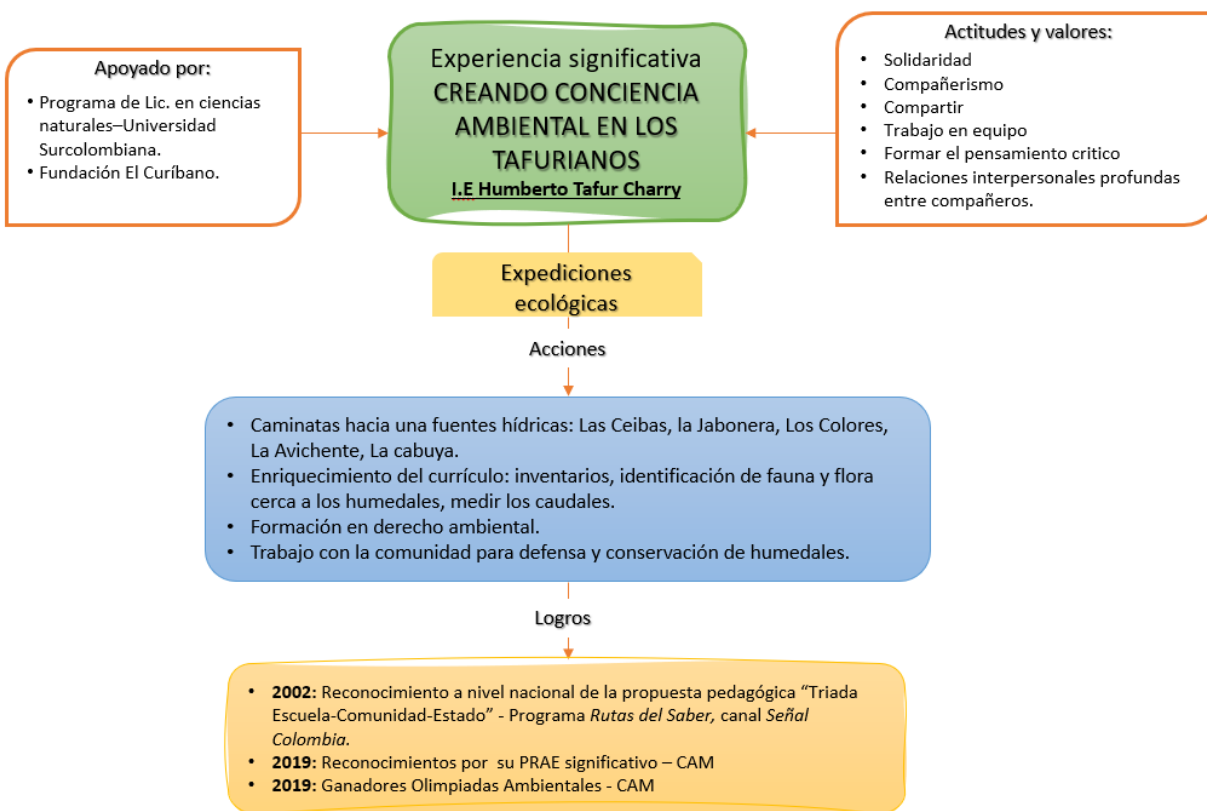 Apoyado por:
• Programa de Lic. en ciencias
naturales–Universidad
Surcolombiana.
• Fundación El Curíbano.
Experiencia significativa
CREANDO CONCIENCIA
AMBIENTAL EN LOS
TAFURIANOS
I.E Humberto Tafur Charry
Actitudes y valores:
• Solidaridad
• Compañerismo
• Compartir
• Trabajo en equipo
• Formar el pensamiento critico
• Relaciones interpersonales profundas
entre compañeros.
Expediciones
ecológicas
Acciones
• Caminatas hacia una fuentes hídricas: Las Ceibas, la Jabonera, Los Colores,
La Avichente, La cabuya.
• Enriquecimiento del currículo: inventarios, identificación de fauna y flora
cerca a los humedales, medir los caudales.
• Formación en derecho ambiental.
• Trabajo con la comunidad para defensa y conservación de humedales.
Logros
• 2002: Reconocimiento a nivel nacional de la propuesta pedagógica “Triada
Escuela-Comunidad-Estado” - Programa Rutas del Saber, canal Señal
Colombia.
• 2019: Reconocimientos por su PRAE significativo – CAM
• 2019: Ganadores Olimpiadas Ambientales - CAM